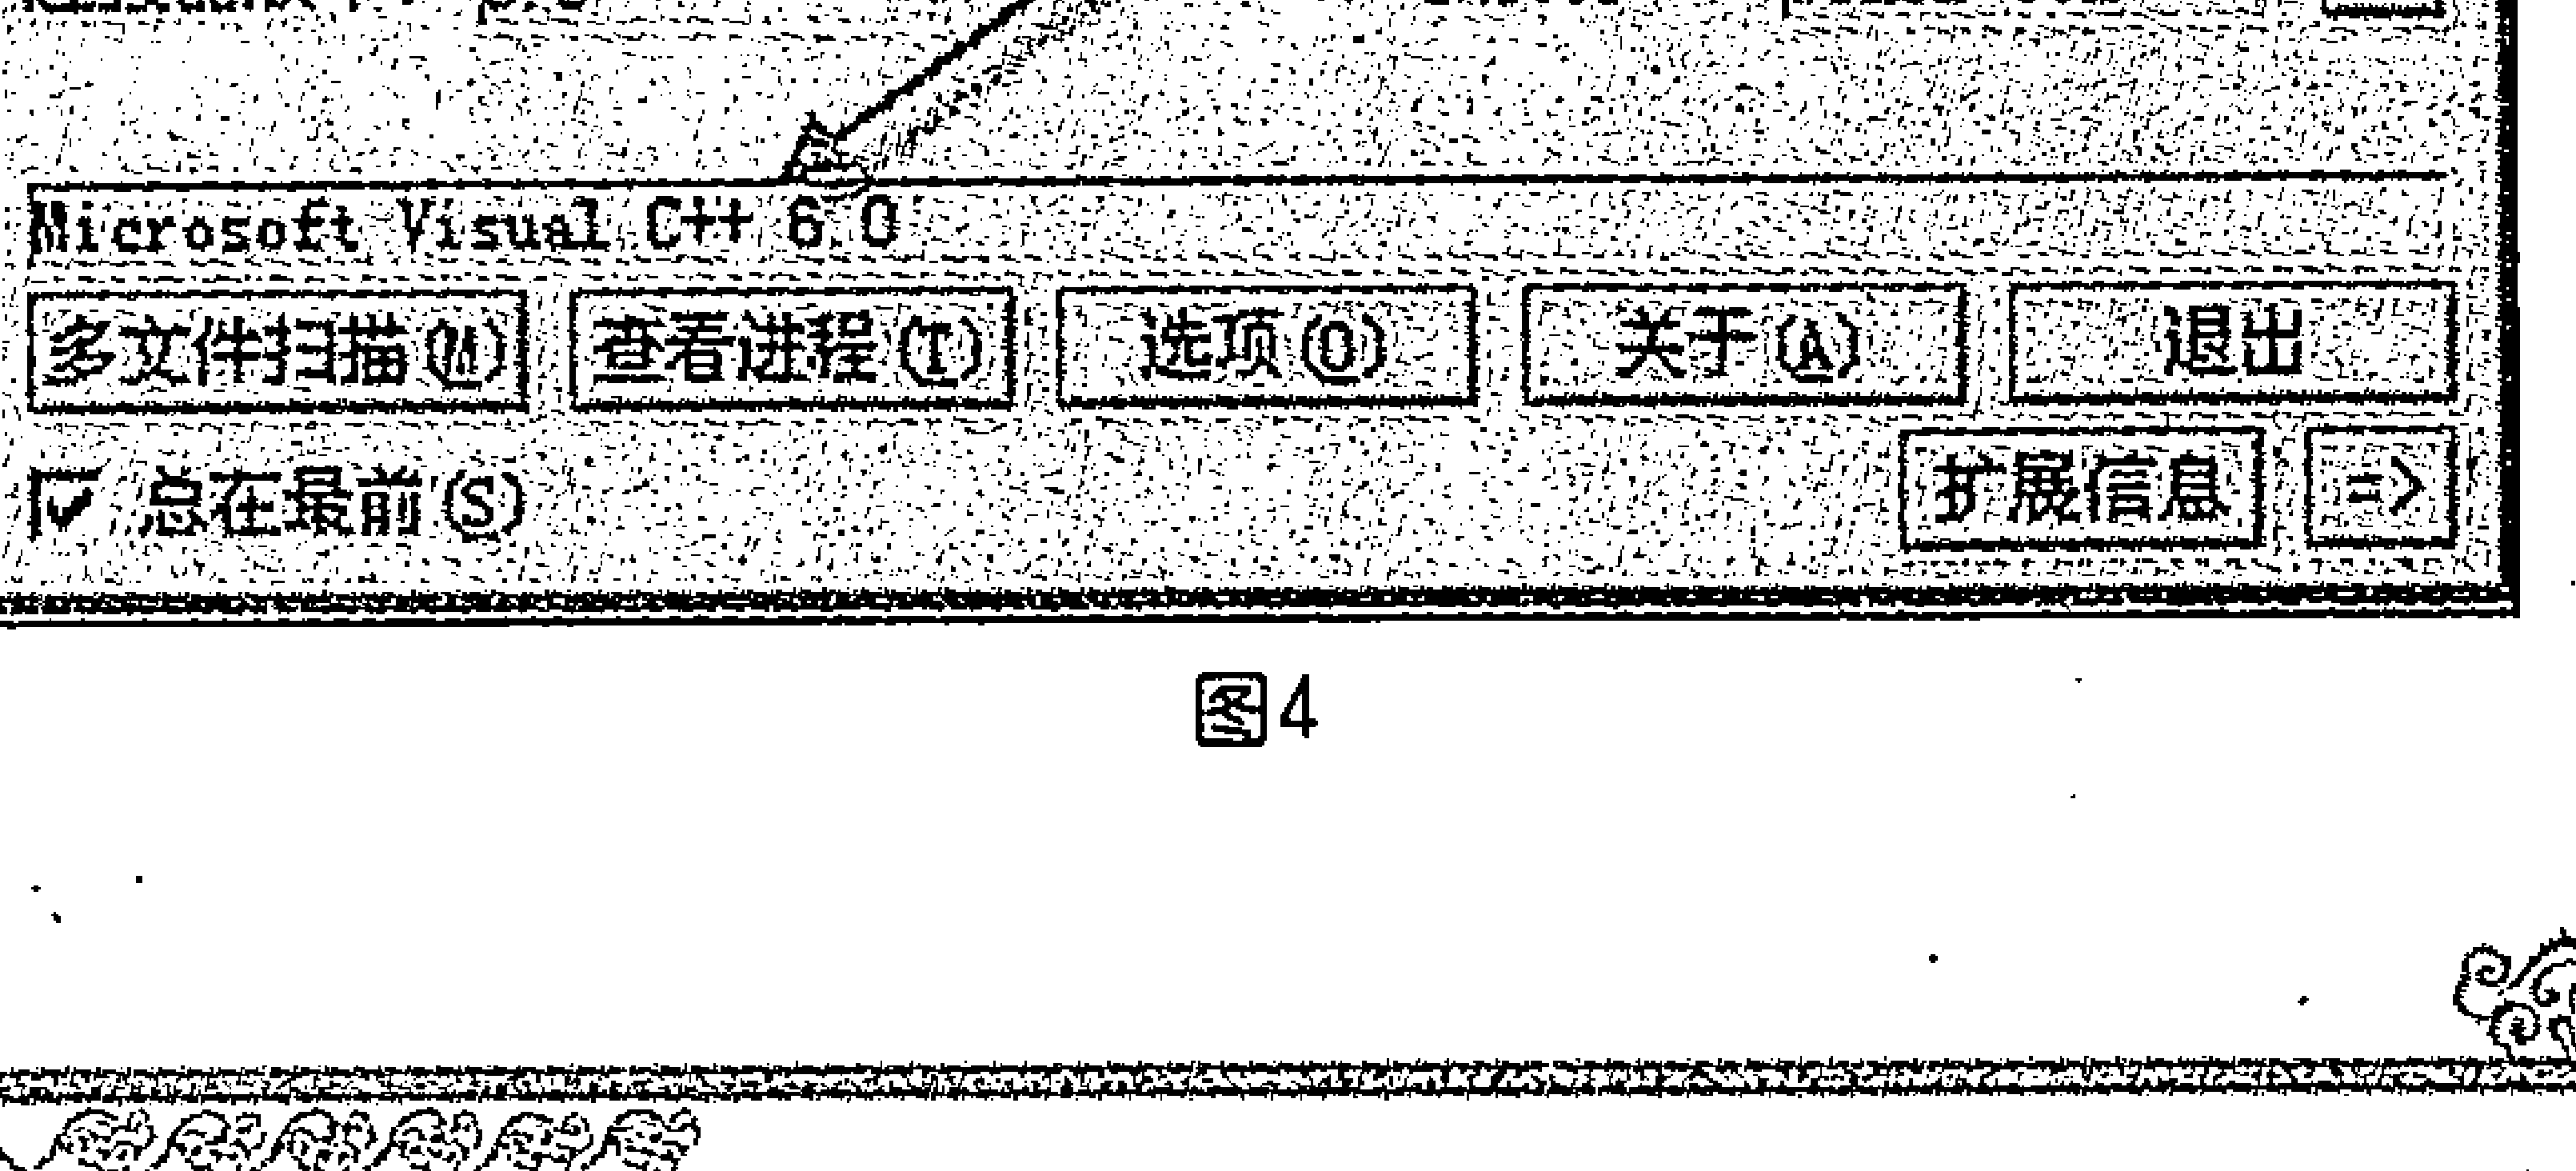 Microsoft Visual C++ 6.0
多文件扫描(M) 查看进程(T) 选项(O) 关于(A) 退出
总在最前(S) 扩展信息 =>
图4